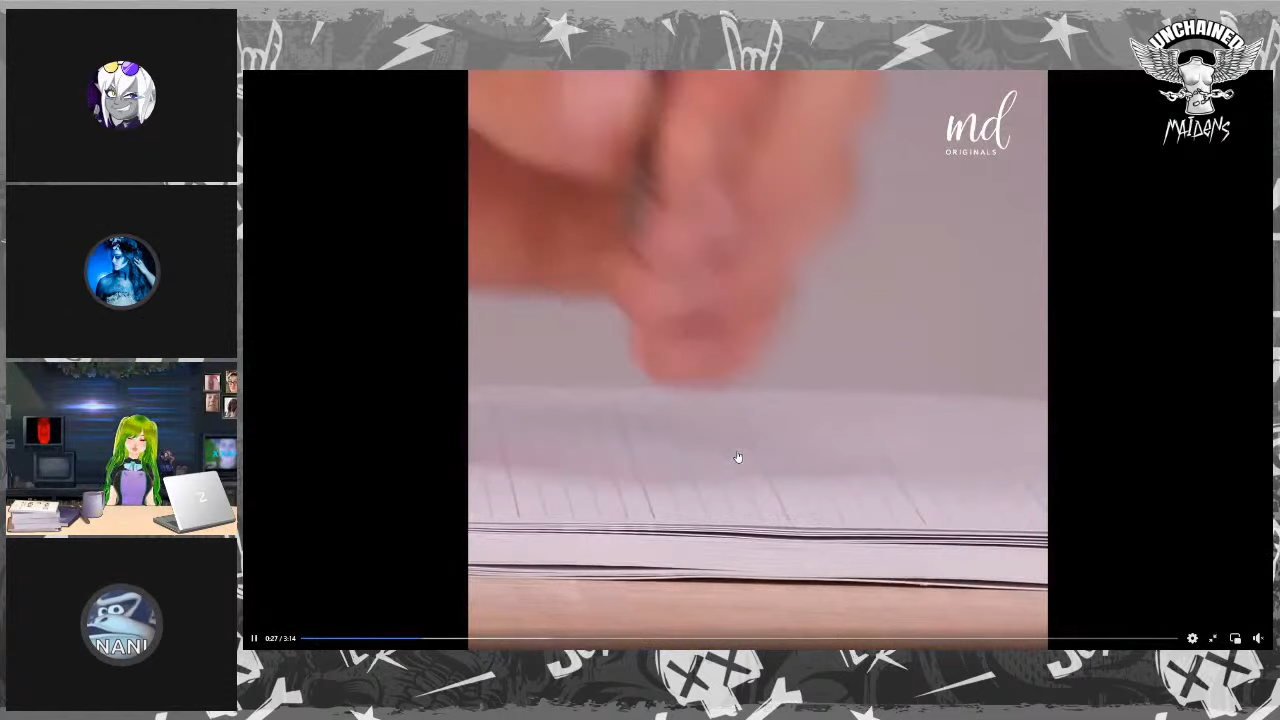 UNCHAINED
MAIDENS
md
ORIGINALS
Z
NANI
0:27 / 3:14